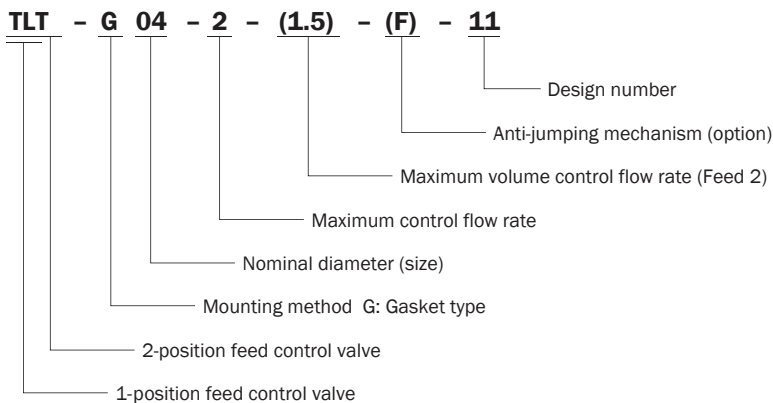 TLT – G 04 – 2 – (1.5) – (F) – 11
Design number
Anti-jumping mechanism (option)
Maximum volume control flow rate (Feed 2)
Maximum control flow rate
Nominal diameter (size)
Mounting method G: Gasket type
2-position feed control valve
1-position feed control valve